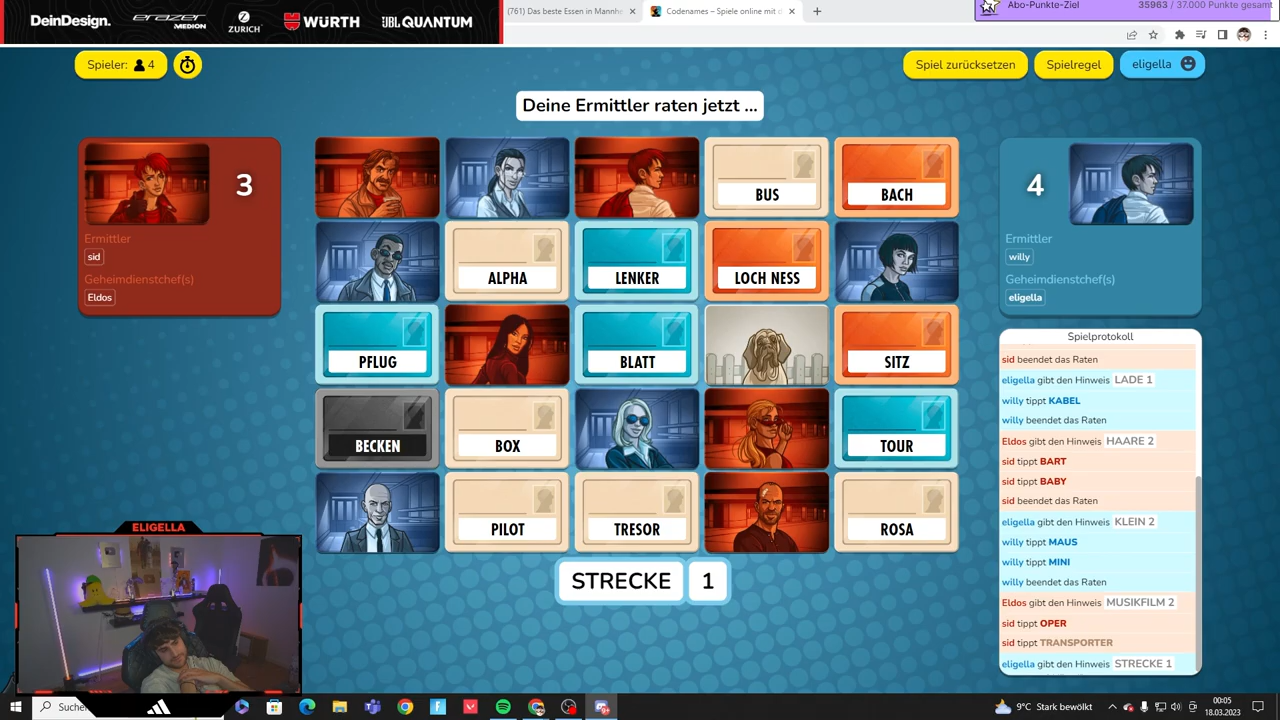 DeinDesign.
erazer
MEDION
ZURICH
WÜRTH
JBL QUANTUM
(761) Das beste Essen in Mannhe
Codenames – Spiele online mit d
Abo-Punkte-Ziel
35963 / 37.000 Punkte gesamt
Spieler: 4
Spiel zurücksetzen
Spielregel
eligella
Deine Ermittler raten jetzt ...
3
Ermittler
sid
Geheimdienstchef(s)
Eldos
BUS
BACH
ALPHA
LENKER
LOCH NESS
PFLUG
BLATT
SITZ
BECKEN
BOX
TOUR
PILOT
TRESOR
ROSA
STRECKE 1
4
Ermittler
willy
Geheimdienstchef(s)
eligella
Spielprotokoll
sid beendet das Raten
eligella gibt den Hinweis LADE 1
willy tippt KABEL
willy beendet das Raten
Eldos gibt den Hinweis HAARE 2
sid tippt BART
sid tippt BABY
sid beendet das Raten
eligella gibt den Hinweis KLEIN 2
willy tippt MAUS
willy tippt MINI
willy beendet das Raten
Eldos gibt den Hinweis MUSIKFILM 2
sid tippt OPER
sid tippt TRANSPORTER
eligella gibt den Hinweis STRECKE 1
ELIGELLA
Suche
9°C Stark bewölkt
00:05
18.03.2023